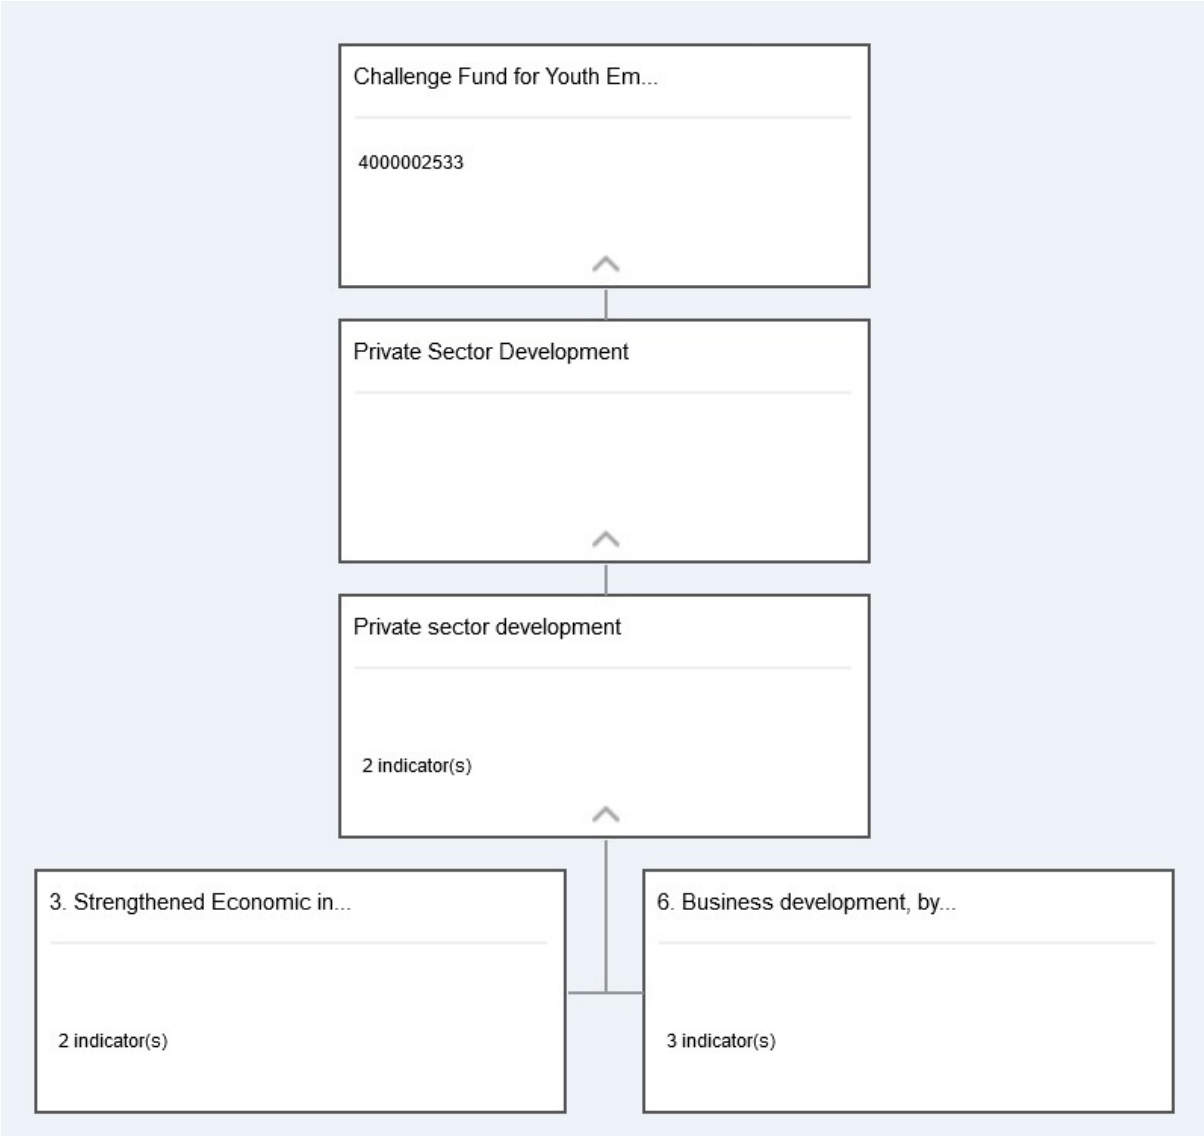 Challenge Fund for Youth Em...
4000002533
Private Sector Development
Private sector development
2 indicator(s)
3. Strengthened Economic in...
2 indicator(s)
6. Business development, by...
3 indicator(s)